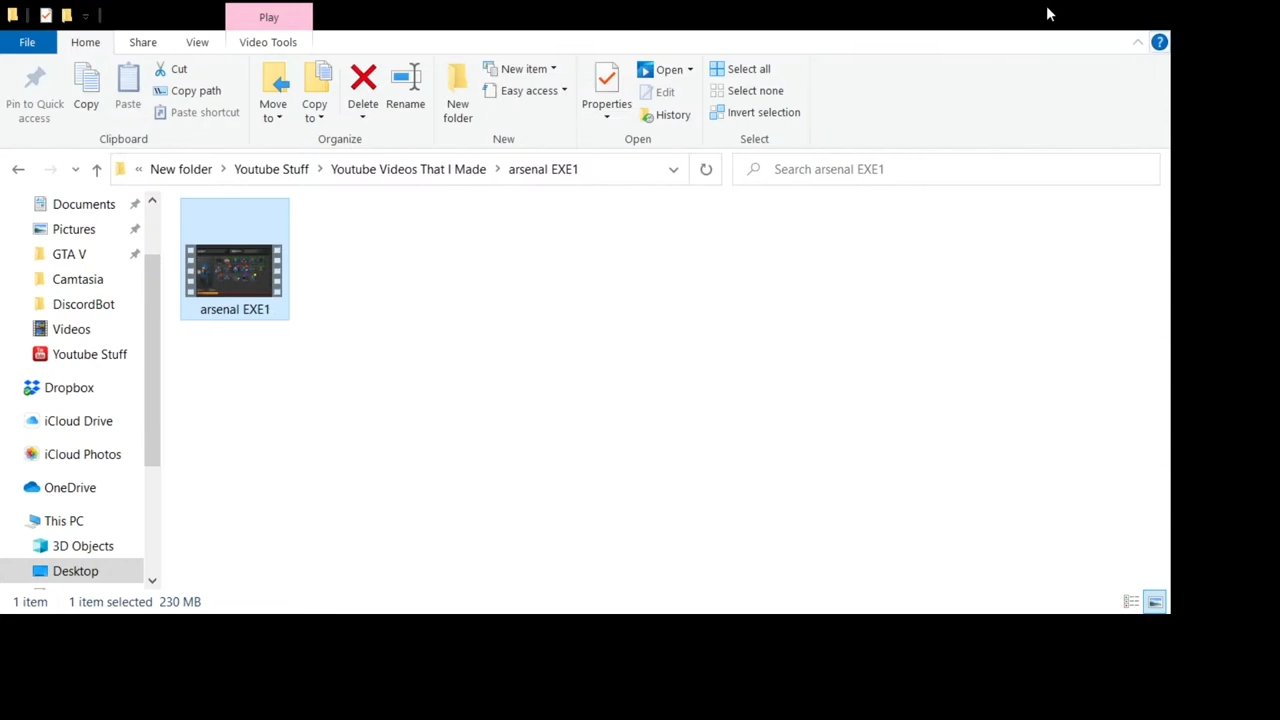 Play
File Home Share View Video Tools
Pin to Quick access
Copy
Paste
Cut
Copy path
Paste shortcut
Clipboard
Move to
Copy to
Delete
Rename
Organize
New folder
New item
Easy access
New
Properties
Open
Edit
History
Open
Select all
Select none
Invert selection
Select
« New folder > Youtube Stuff > Youtube Videos That I Made > arsenal EXE1
Search arsenal EXE1
Documents
Pictures
GTA V
Camtasia
DiscordBot
Videos
Youtube Stuff
Dropbox
iCloud Drive
iCloud Photos
OneDrive
This PC
3D Objects
Desktop
arsenal EXE1
1 item 1 item selected 230 MB